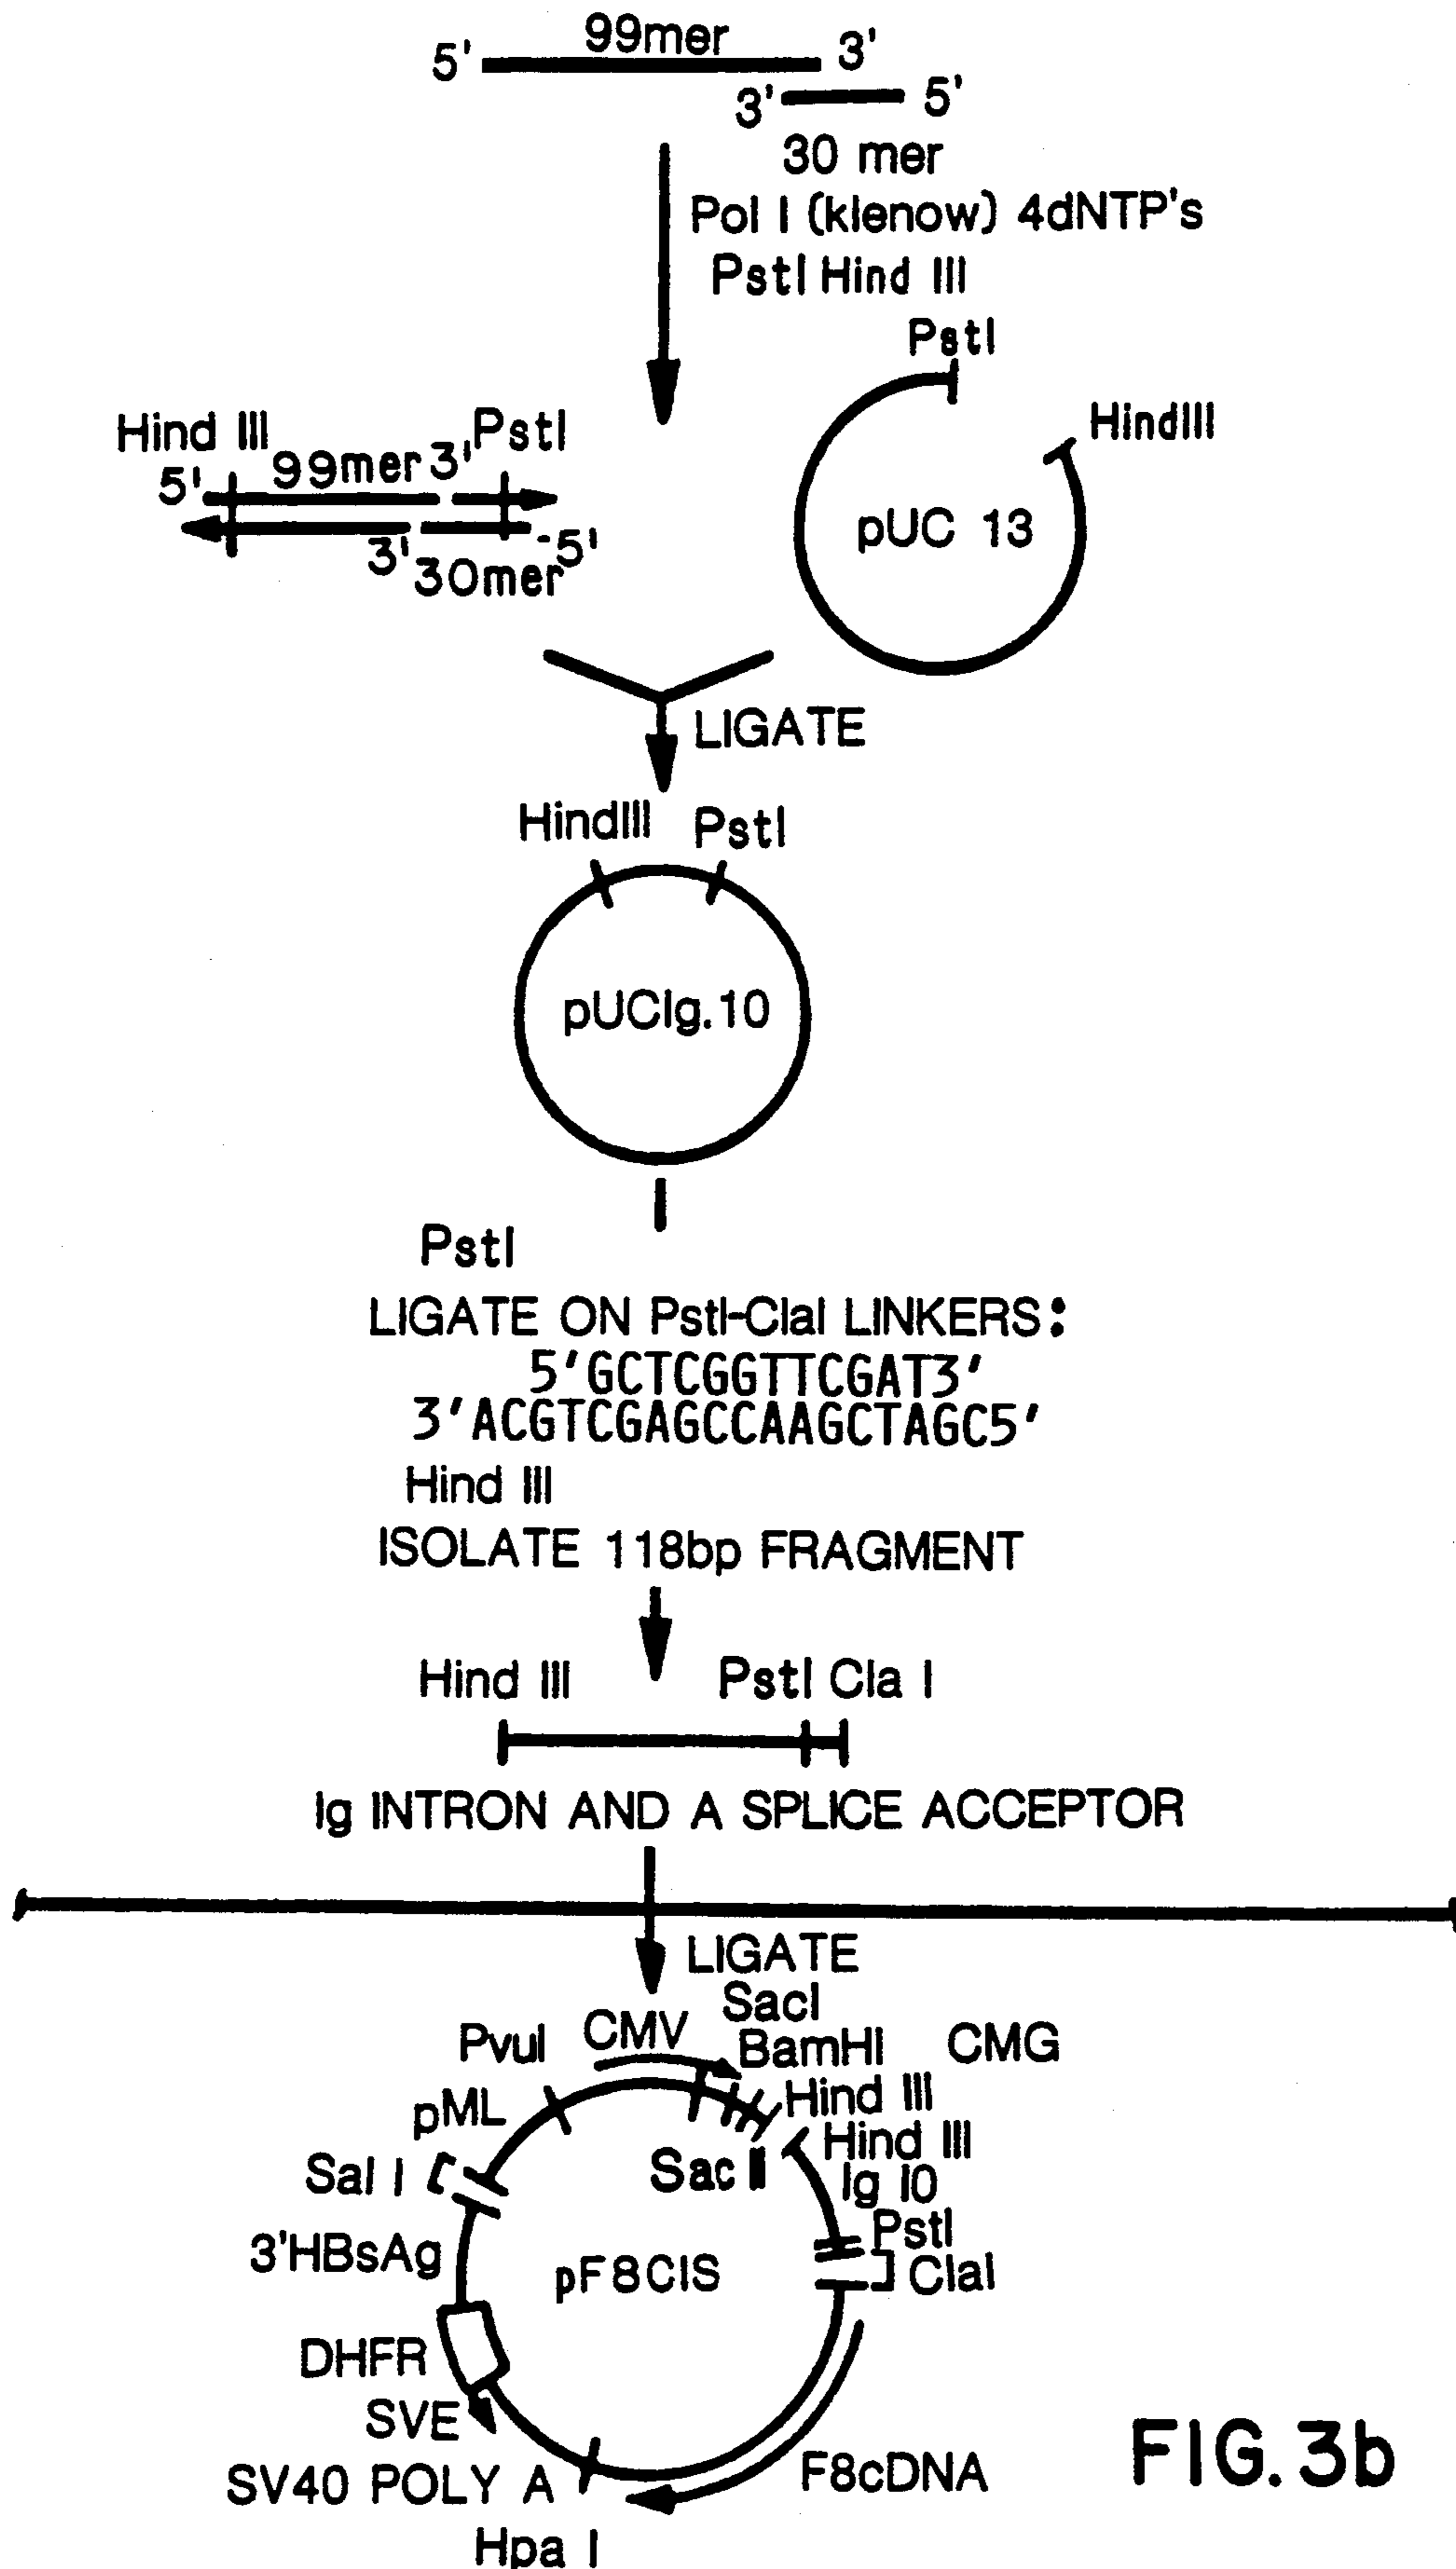 99mer
5' 3'
3' 5'
30 mer
Pol I (klenow) 4dNTP's
PstI Hind III
PstI
HindIII
pUC 13
Hind III PstI
5' 99mer 3'
3' 30mer -5'
LIGATE
HindIII PstI
pUCIg.10
PstI
LIGATE ON PstI-ClaI LINKERS:
5'GCTCGGTTCGAT3'
3'ACGTCGAGCCAAGCTAGC5'
Hind III
ISOLATE 118bp FRAGMENT
Hind III PstI Cla I
Ig INTRON AND A SPLICE ACCEPTOR
LIGATE
SacI
PvuI CMV BamHI CMG
pML Hind III
Hind III
Sal I Sac II Ig 10
PstI
3'HBsAg pF8CIS ClaI
DHFR
SVE
SV40 POLY A F8cDNA
Hpa I
FIG. 3b